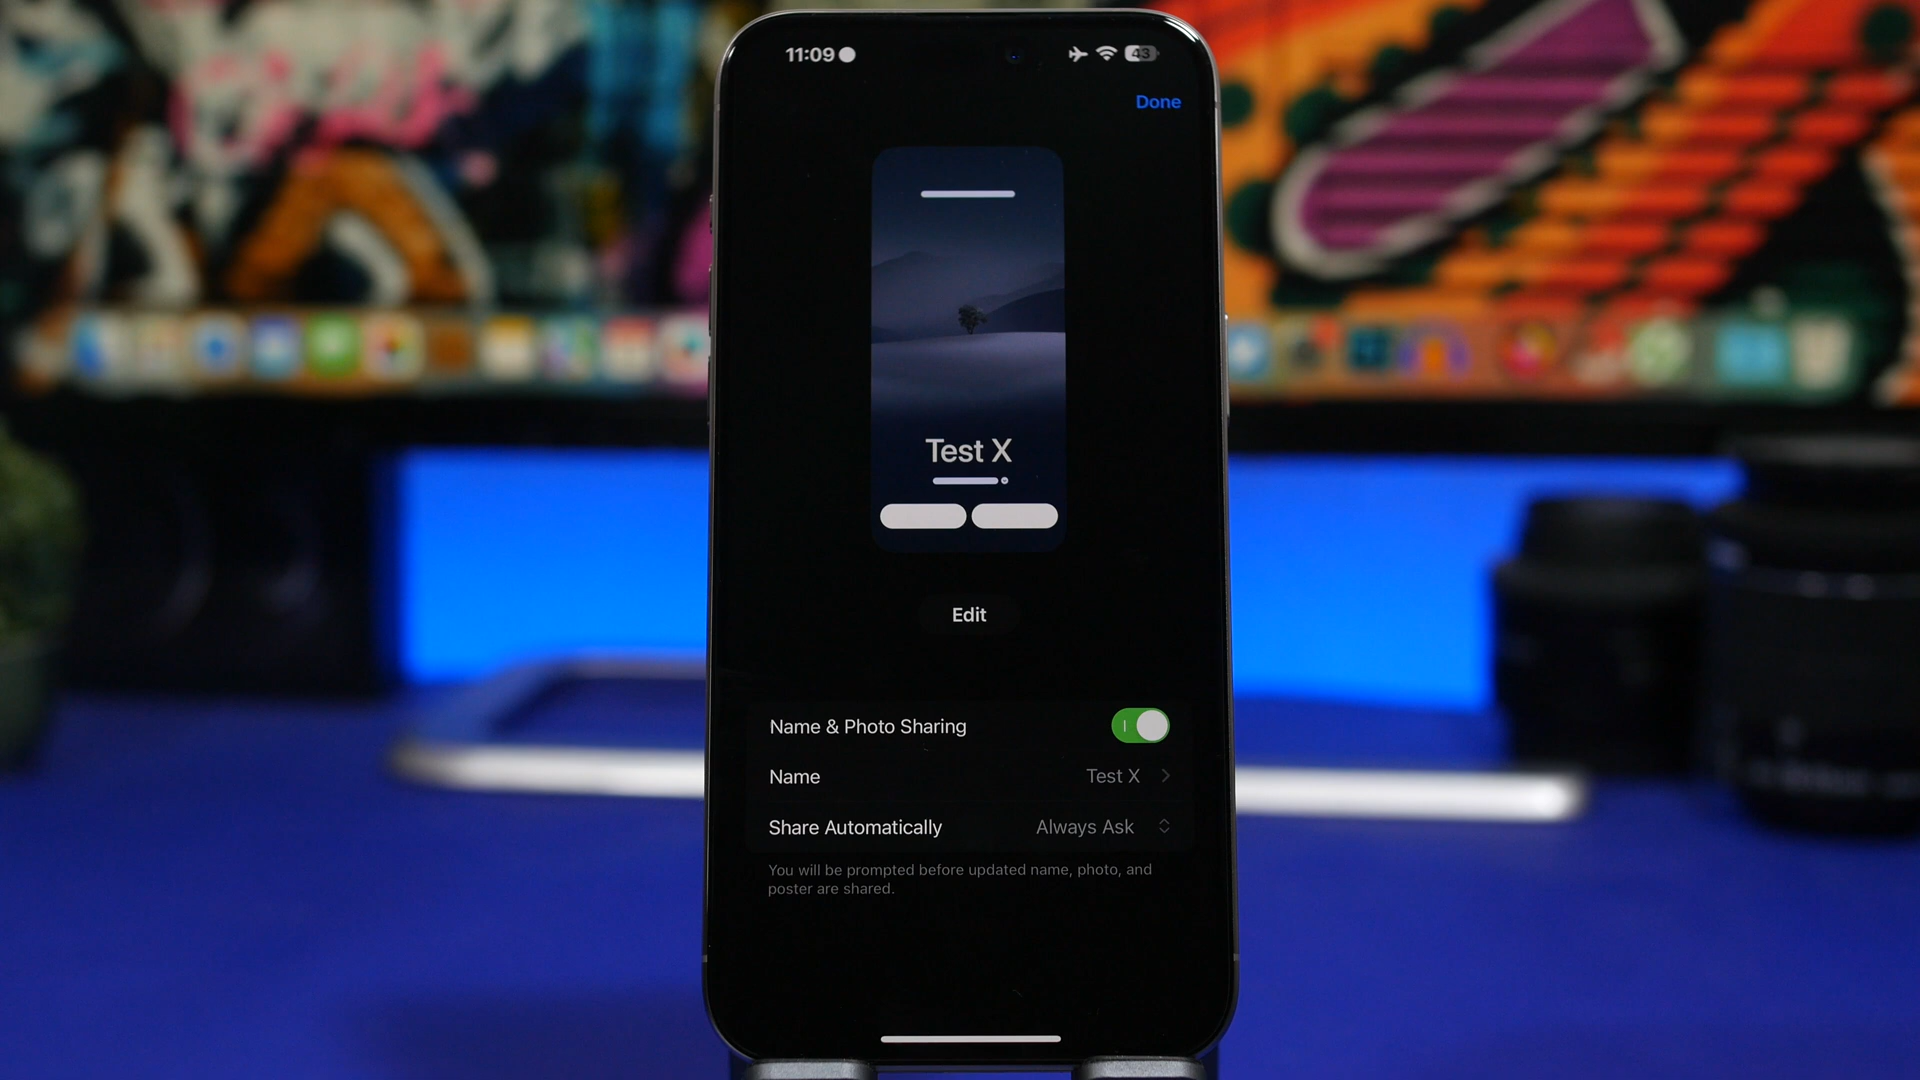 11:09
43
Done
Test X
Edit
Name & Photo Sharing
Name Test X
Share Automatically Always Ask
You will be prompted before updated name, photo, and
poster are shared.